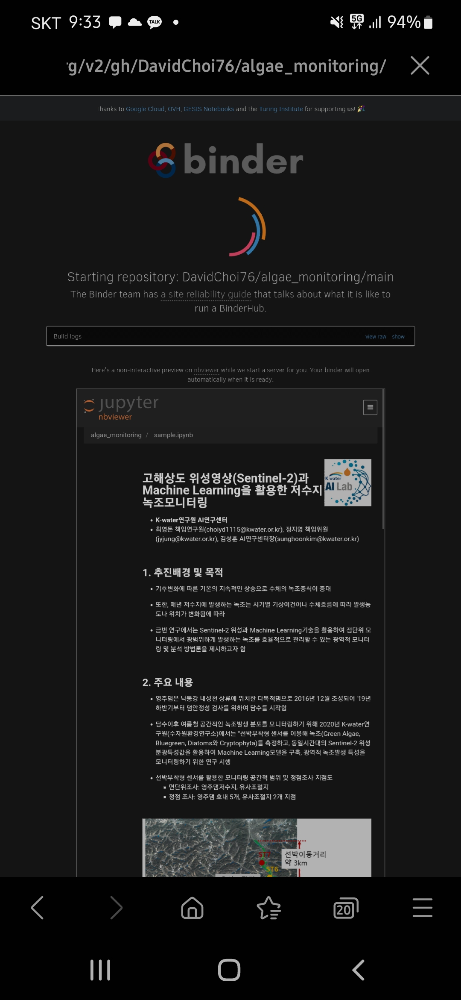 SKT 9:33 TALK 5G 94%
g/v2/gh/DavidChoi76/algae_monitoring/
Thanks to Google Cloud, OVH, GESIS Notebooks and the Turing Institute for supporting us! 🎉
binder
Starting repository: DavidChoi76/algae_monitoring/main
The Binder team has a site reliability guide that talks about what it is like to
run a BinderHub.
Build logs view raw show
Here's a non-interactive preview on nbviewer while we start a server for you. Your binder will open
automatically when it is ready.
jupyter
nbviewer
algae_monitoring / sample.ipynb
K water
AI Lab
고해상도 위성영상(Sentinel-2)과
Machine Learning을 활용한 저수지
녹조모니터링
• K-water연구원 AI연구센터
• 최영돈 책임연구원(choiyd1115@kwater.or.kr), 정지영 책임위원
(jyjung@kwater.or.kr), 김성훈 AI연구센터장(sunghoonkim@kwater.or.kr)
1. 추진배경 및 목적
• 기후변화에 따른 기온의 지속적인 상승으로 수체의 녹조증식이 증대
• 또한, 매년 저수지에 발생하는 녹조는 시기별 기상여건이나 수체흐름에 따라 발생농
도나 위치가 변화됨에 따라
• 금번 연구에서는 Sentinel-2 위성과 Machine Learning기술을 활용하여 점단위 모
니터링에서 광범위하게 발생하는 녹조를 효율적으로 관리할 수 있는 광역적 모니터
링 및 분석 방법론을 제시하고자 함
2. 주요 내용
• 영주댐은 낙동강 내성천 상류에 위치한 다목적댐으로 2016년 12월 조성되어 '19년
하반기부터 댐안정성 검사를 위하여 담수를 시작함
• 담수이후 여름철 공간적인 녹조발생 분포를 모니터링하기 위해 2020년 K-water연
구원(수자원환경연구소)에서는 "선박부착형 센서를 이용해 녹조(Green Algae,
Bluegreen, Diatoms와 Cryptophyta)를 측정하고, 동일시간대의 Sentinel-2 위성
분광특성값을 활용하여 Machine Learning모델을 구축, 광역적 녹조발생 특성을
모니터링하기 위한 연구 시행
• 선박부착형 센서를 활용한 모니터링 공간적 범위 및 정점조사 지점도
▪ 면단위조사: 영주댐저수지, 유사조절지
▪ 정점 조사: 영주댐 호내 5개, 유사조절지 2개 지점
ST7
선박이동거리
약 3km
ST6
20